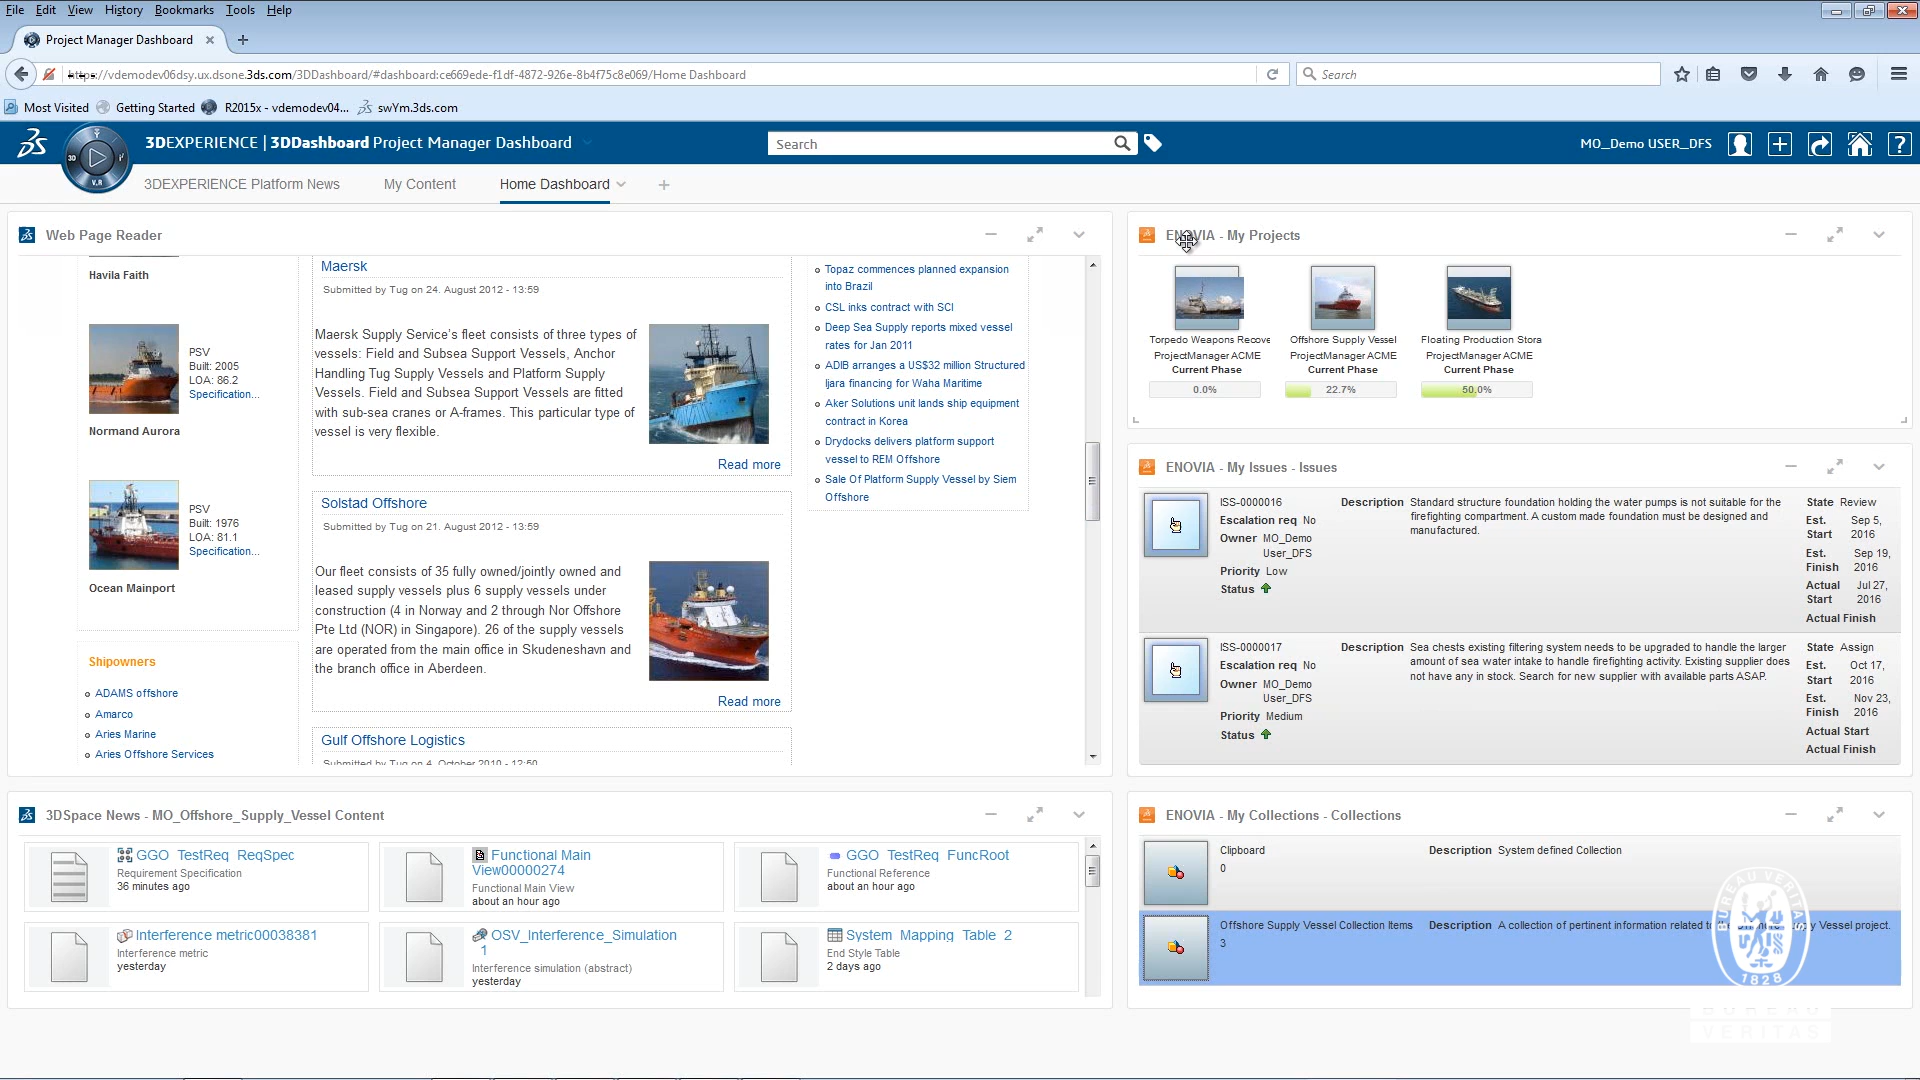 File Edit View History Bookmarks Tools Help
Project Manager Dashboard
https://vdemodev06dsy.ux.dsone.3ds.com/3DDashboard/#dashboard:ce669ede-f1df-4872-926e-8b4f75c8e069/Home Dashboard
Search
Most Visited Getting Started R2015x - vdemodev04... swYm.3ds.com
3DEXPERIENCE | 3DDashboard Project Manager Dashboard
Search
MO_Demo USER_DFS
3DEXPERIENCE Platform News My Content Home Dashboard
Web Page Reader
Havila Faith
PSV
Built: 2005
LOA: 86.2
Specification...
Normand Aurora
PSV
Built: 1976
LOA: 81.1
Specification...
Ocean Mainport
Shipowners
ADAMS offshore
Amarco
Aries Marine
Aries Offshore Services
Maersk
Submitted by Tug on 24. August 2012 - 13:59
Maersk Supply Service's fleet consists of three types of
vessels: Field and Subsea Support Vessels, Anchor
Handling Tug Supply Vessels and Platform Supply
Vessels. Field and Subsea Support Vessels are fitted
with sub-sea cranes or A-frames. This particular type of
vessel is very flexible.
Read more
Solstad Offshore
Submitted by Tug on 21. August 2012 - 13:59
Our fleet consists of 35 fully owned/jointly owned and
leased supply vessels plus 6 supply vessels under
construction (4 in Norway and 2 through Nor Offshore
Pte Ltd (NOR) in Singapore). 26 of the supply vessels
are operated from the main office in Skudeneshavn and
the branch office in Aberdeen.
Read more
Gulf Offshore Logistics
Submitted by Tug on 4. October 2010 - 12:50
Topaz commences planned expansion
into Brazil
CSL inks contract with SCI
Deep Sea Supply reports mixed vessel
rates for Jan 2011
ADIB arranges a US$32 million Structured
Ijara financing for Waha Maritime
Aker Solutions unit lands ship equipment
contract in Korea
Drydocks delivers platform support
vessel to REM Offshore
Sale Of Platform Supply Vessel by Siem
Offshore
ENOVIA - My Projects
Torpedo Weapons Recove
ProjectManager ACME
Current Phase
0.0%
Offshore Supply Vessel
ProjectManager ACME
Current Phase
22.7%
Floating Production Stora
ProjectManager ACME
Current Phase
50.0%
ENOVIA - My Issues - Issues
ISS-0000016
Escalation req No
Owner MO_Demo
User_DFS
Priority Low
Status
Description Standard structure foundation holding the water pumps is not suitable for the
firefighting compartment. A custom made foundation must be designed and
manufactured.
State Review
Est. Start Sep 5, 2016
Est. Finish Sep 19, 2016
Actual Start Jul 27, 2016
Actual Finish
ISS-0000017
Escalation req No
Owner MO_Demo
User_DFS
Priority Medium
Status
Description Sea chests existing filtering system needs to be upgraded to handle the larger
amount of sea water intake to handle firefighting activity. Existing supplier does
not have any in stock. Search for new supplier with available parts ASAP.
State Assign
Est. Start Oct 17, 2016
Est. Finish Nov 23, 2016
Actual Start
Actual Finish
3DSpace News - MO_Offshore_Supply_Vessel Content
GGO TestReq ReqSpec
Requirement Specification
36 minutes ago
Functional Main
View00000274
Functional Main View
about an hour ago
GGO TestReq FuncRoot
Functional Reference
about an hour ago
Interference metric00038381
Interference metric
yesterday
OSV_Interference_Simulation
1
Interference simulation (abstract)
yesterday
System Mapping Table 2
End Style Table
2 days ago
ENOVIA - My Collections - Collections
Clipboard
0
Description System defined Collection
Offshore Supply Vessel Collection Items
3
Description A collection of pertinent information related to Vessel project.
BUREAU VERITAS
1828
BUREAU
VERITAS